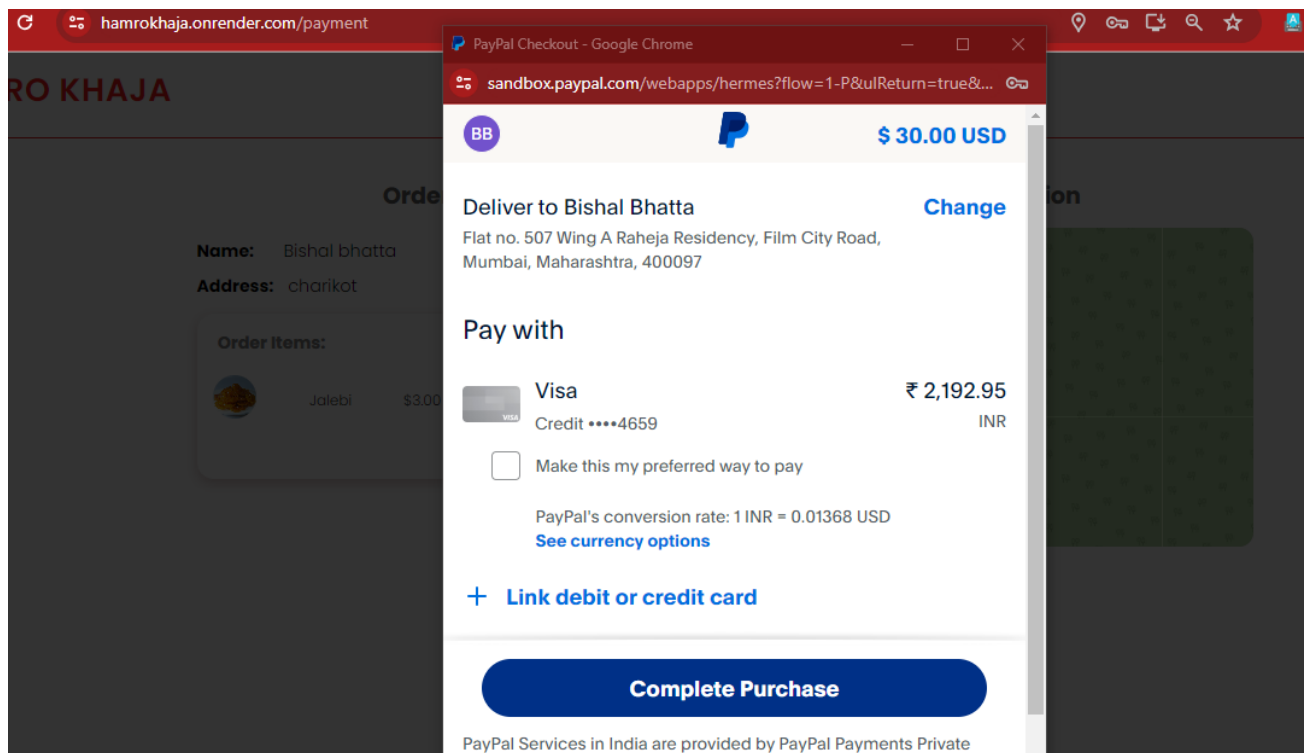 hamrokhaja.onrender.com/payment
PayPal Checkout - Google Chrome
sandbox.paypal.com/webapps/hermes?flow=1-P&ulReturn=true&...
RO KHAJA
BB
$ 30.00 USD
Orde
ion
Deliver to Bishal Bhatta
Change
Flat no. 507 Wing A Raheja Residency, Film City Road,
Mumbai, Maharashtra, 400097
Name: Bishal bhatta
Address: charikot
Order Items:
Jalebi $3.00
Pay with
Visa
₹ 2,192.95
VISA
Credit ••••4659
INR
Make this my preferred way to pay
PayPal's conversion rate: 1 INR = 0.01368 USD
See currency options
+ Link debit or credit card
Complete Purchase
PayPal Services in India are provided by PayPal Payments Private